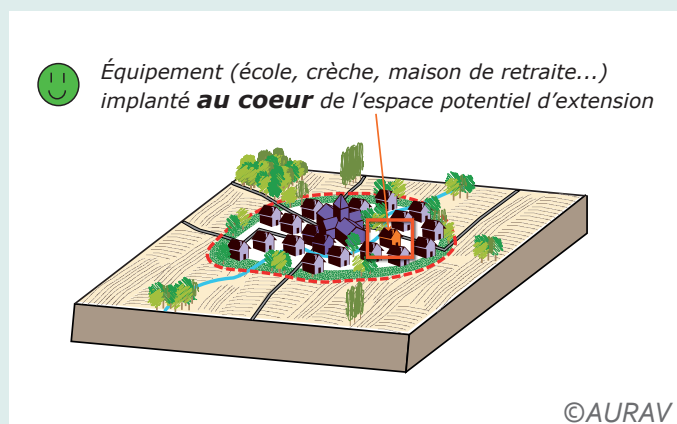 Équipement (école, crèche, maison de retraite...)
implanté au coeur de l’espace potentiel d’extension
©AURAV